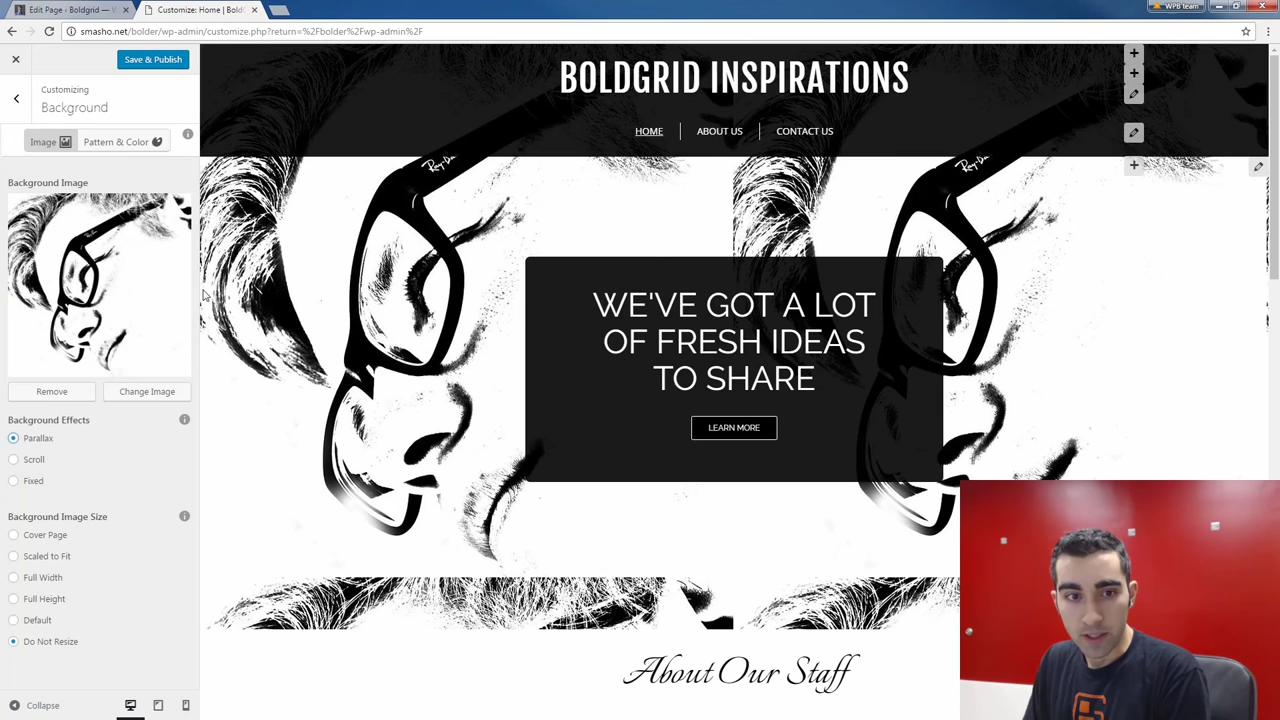 Edit Page ‹ Boldgrid — W
Customize: Home | BoldG
WPB team
smasho.net/bolder/wp-admin/customize.php?return=%2Fbolder%2Fwp-admin%2F
Save & Publish
Customizing
Background
Image
Pattern & Color
Background Image
Remove
Change Image
Background Effects
Parallax
Scroll
Fixed
Background Image Size
Cover Page
Scaled to Fit
Full Width
Full Height
Default
Do Not Resize
Collapse
BOLDGRID INSPIRATIONS
HOME
ABOUT US
CONTACT US
WE'VE GOT A LOT
OF FRESH IDEAS
TO SHARE
LEARN MORE
About Our Staff